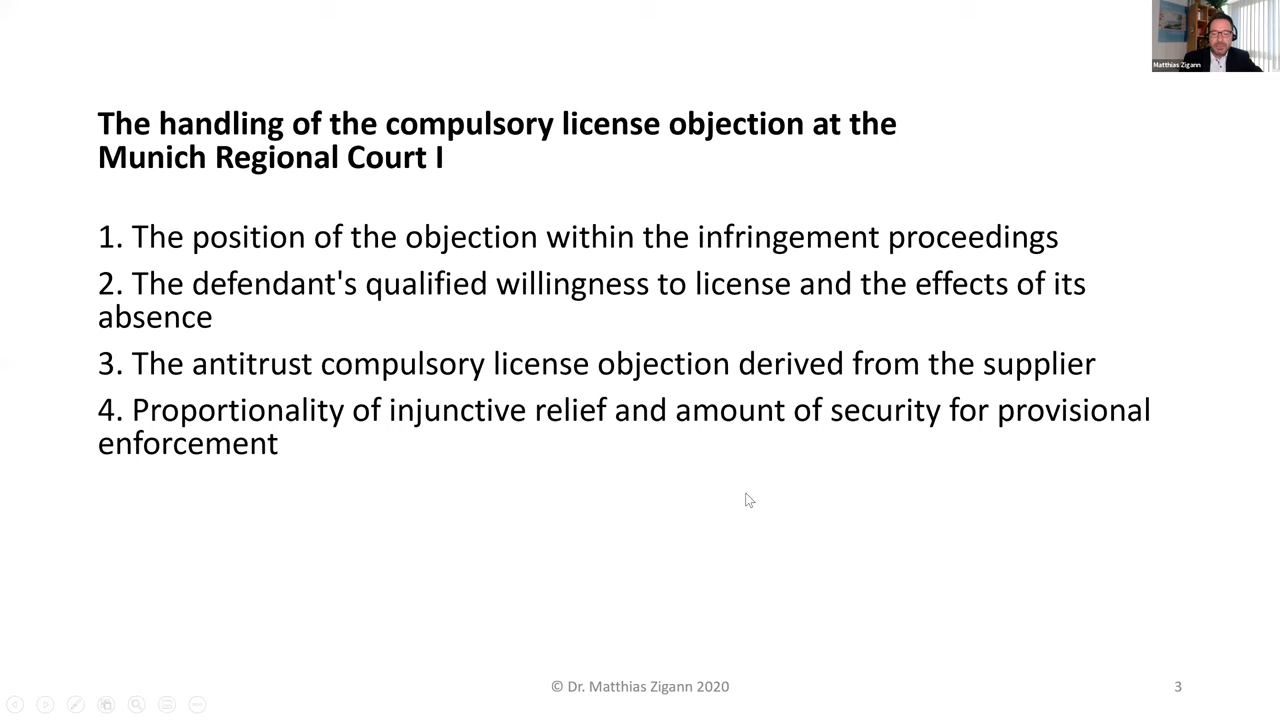 Matthias Zigann
The handling of the compulsory license objection at the
Munich Regional Court I
1. The position of the objection within the infringement proceedings
2. The defendant's qualified willingness to license and the effects of its
absence
3. The antitrust compulsory license objection derived from the supplier
4. Proportionality of injunctive relief and amount of security for provisional
enforcement
© Dr. Matthias Zigann 2020
3